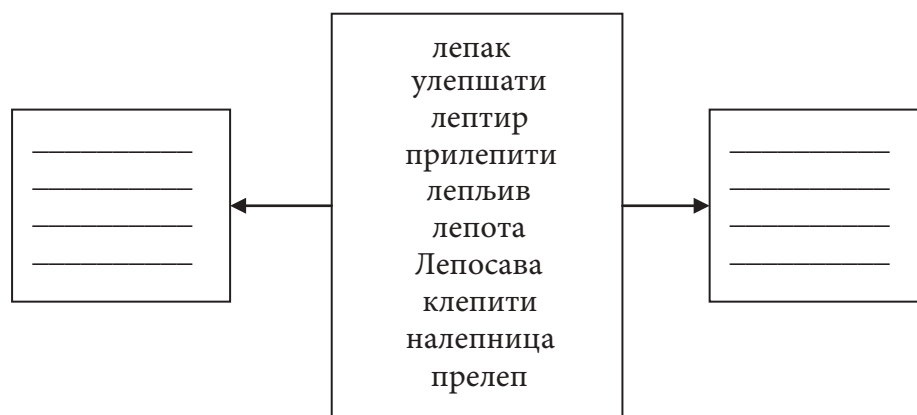 лепак
улепшати
лептир
прилепити
лепљив
лепота
Лепосава
клепити
налепница
прелеп